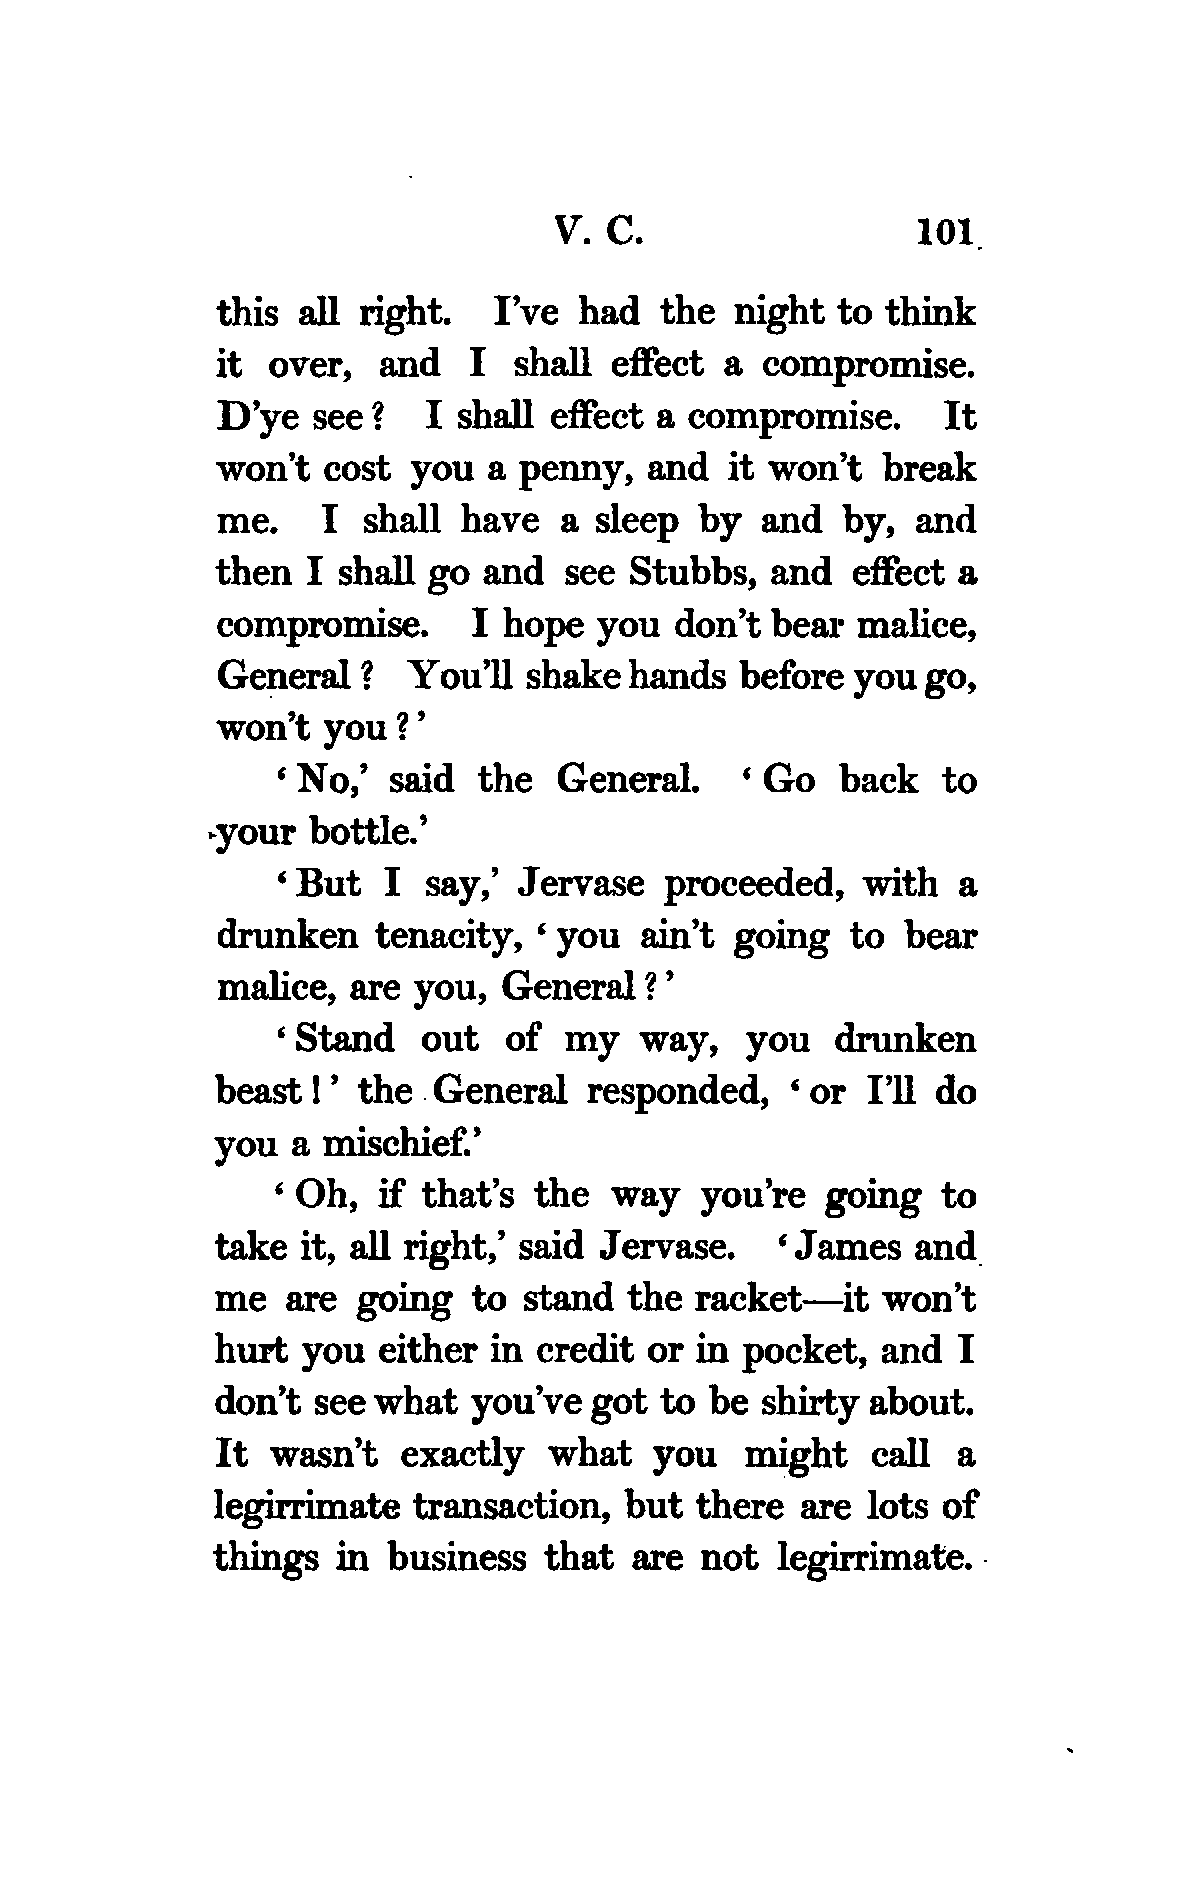 V. C. 101
this all right. I've had the night to think
it over, and I shall effect a compromise.
D'ye see? I shall effect a compromise. It
won't cost you a penny, and it won't break
me. I shall have a sleep by and by, and
then I shall go and see Stubbs, and effect a
compromise. I hope you don't bear malice,
General? You'll shake hands before you go,
won't you?'
'No,' said the General. 'Go back to
your bottle.'
'But I say,' Jervase proceeded, with a
drunken tenacity, 'you ain't going to bear
malice, are you, General?'
'Stand out of my way, you drunken
beast!' the General responded, 'or I'll do
you a mischief.'
'Oh, if that's the way you're going to
take it, all right,' said Jervase. 'James and
me are going to stand the racket—it won't
hurt you either in credit or in pocket, and I
don't see what you've got to be shirty about.
It wasn't exactly what you might call a
legirrimate transaction, but there are lots of
things in business that are not legirrimate.